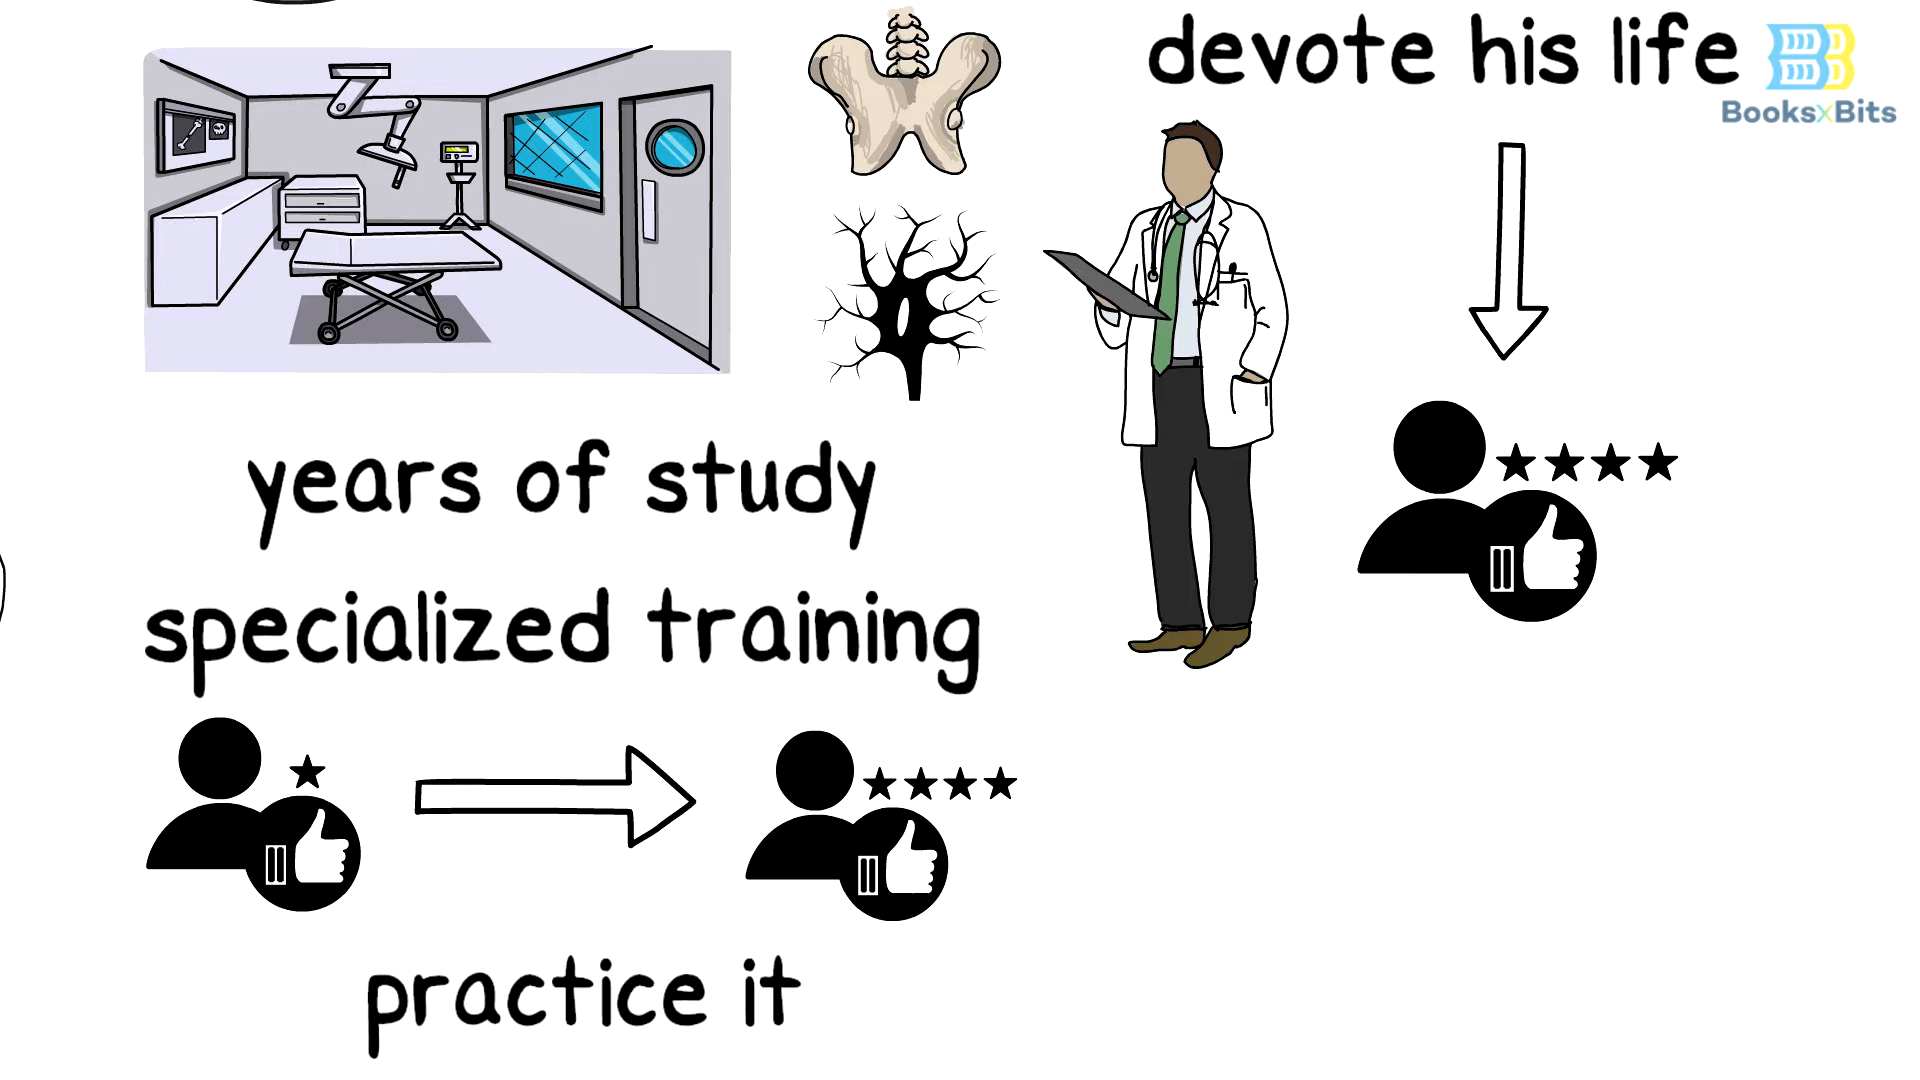 devote his life
BooksxBits
years of study
specialized training
practice it